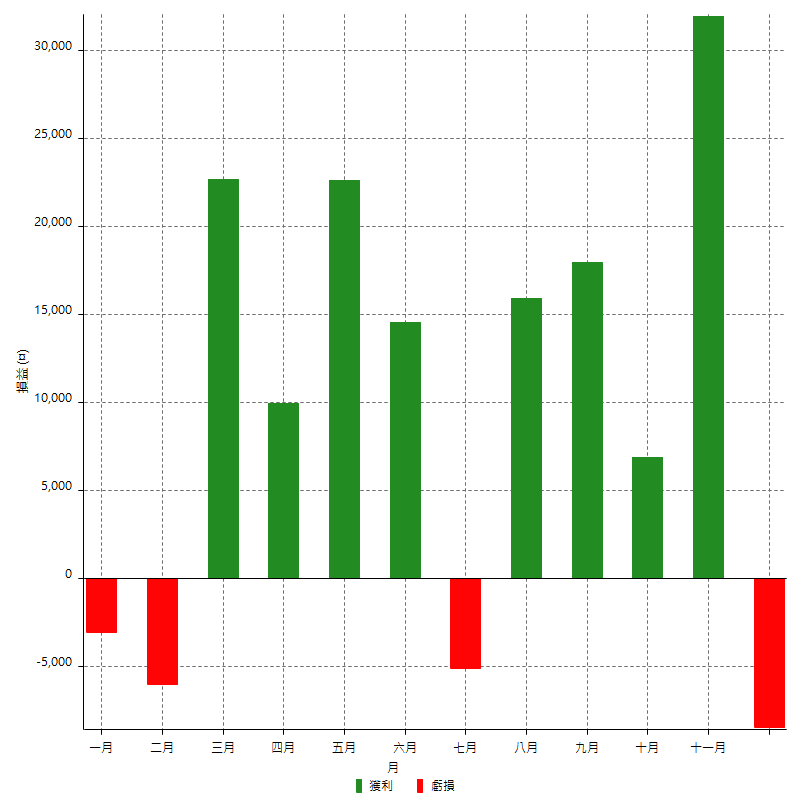 30,000
25,000
20,000
15,000
10,000
5,000
0
-5,000
損益 (¤)
一月 二月 三月 四月 五月 六月 七月 八月 九月 十月 十一月
月
獲利 虧損